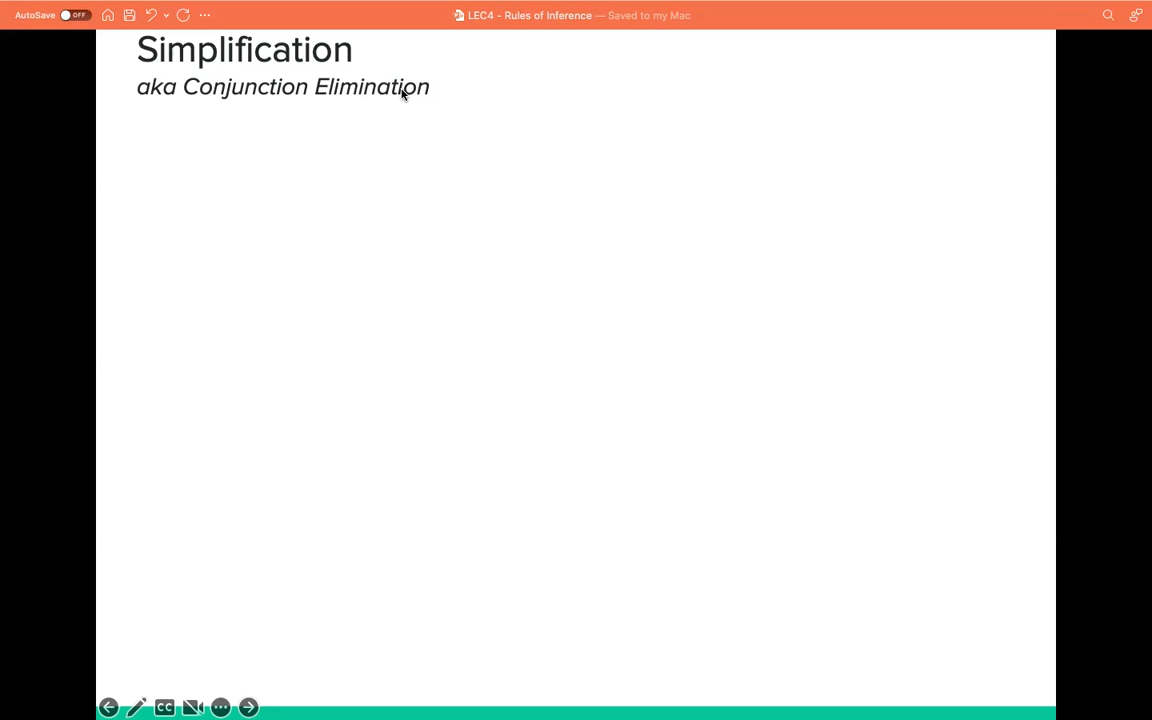 AutoSave OFF
LEC4 - Rules of Inference — Saved to my Mac
Simplification
aka Conjunction Elimination
CC